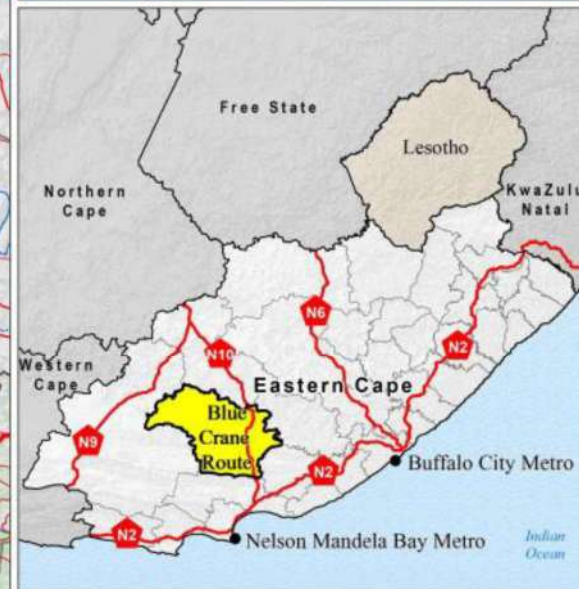 Free State
Lesotho
Northern
Cape
KwaZulu
Natal
N6
N2
Western
Cape
N10
Eastern Cape
Blue
Crane
Route
N9
N2
Buffalo City Metro
N2
Nelson Mandela Bay Metro
Indian
Ocean